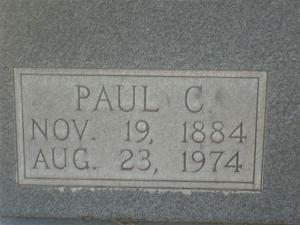 PAUL C.
NOV. 19, 1884
AUG. 23, 1974